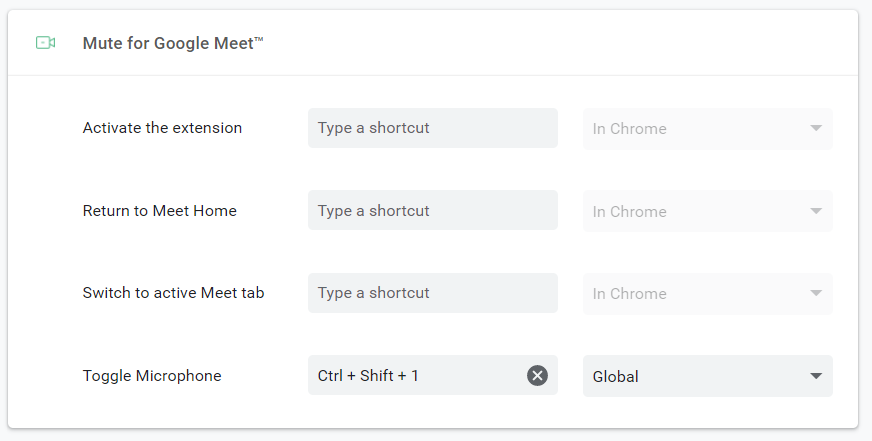 Mute for Google Meet™
Activate the extension Type a shortcut In Chrome
Return to Meet Home Type a shortcut In Chrome
Switch to active Meet tab Type a shortcut In Chrome
Toggle Microphone Ctrl + Shift + 1 Global